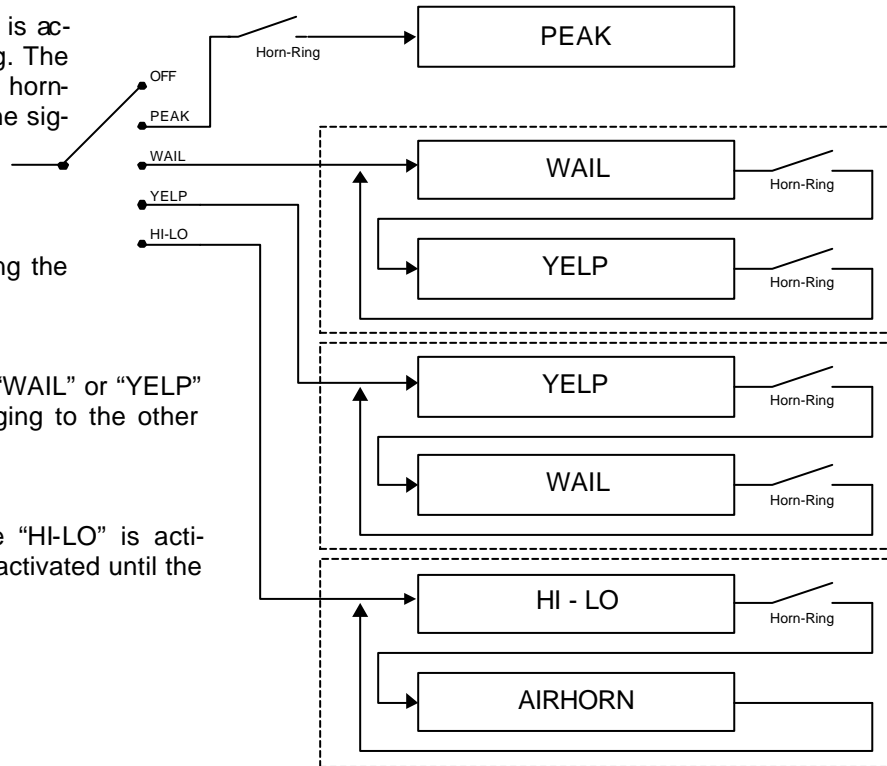 is ac-
g. The
horn-
ne sig-
ng the
“WAIL” or “YELP”
ging to the other
e “HI-LO” is acti-
activated until the
OFF
PEAK
WAIL
YELP
HI-LO
Horn-Ring
PEAK
WAIL
Horn-Ring
YELP
Horn-Ring
YELP
Horn-Ring
WAIL
Horn-Ring
HI - LO
Horn-Ring
AIRHORN